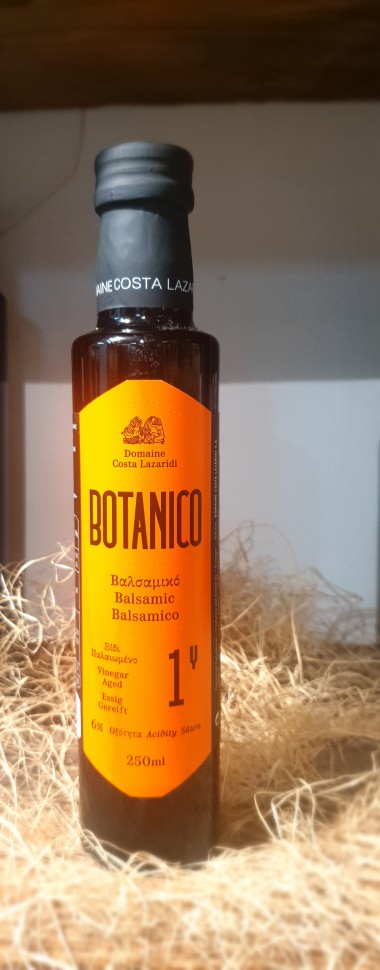 COSTA LAZA
Domaine
Costa Lazaridi
BOTANICO
Βαλσαμικό
Balsamic
Balsamico
Ξίδι
Παλαιωμένο
Vinegar
Aged
Essig
Gereift
1Y
6% Οξύτητα Acidity Säure
250ml